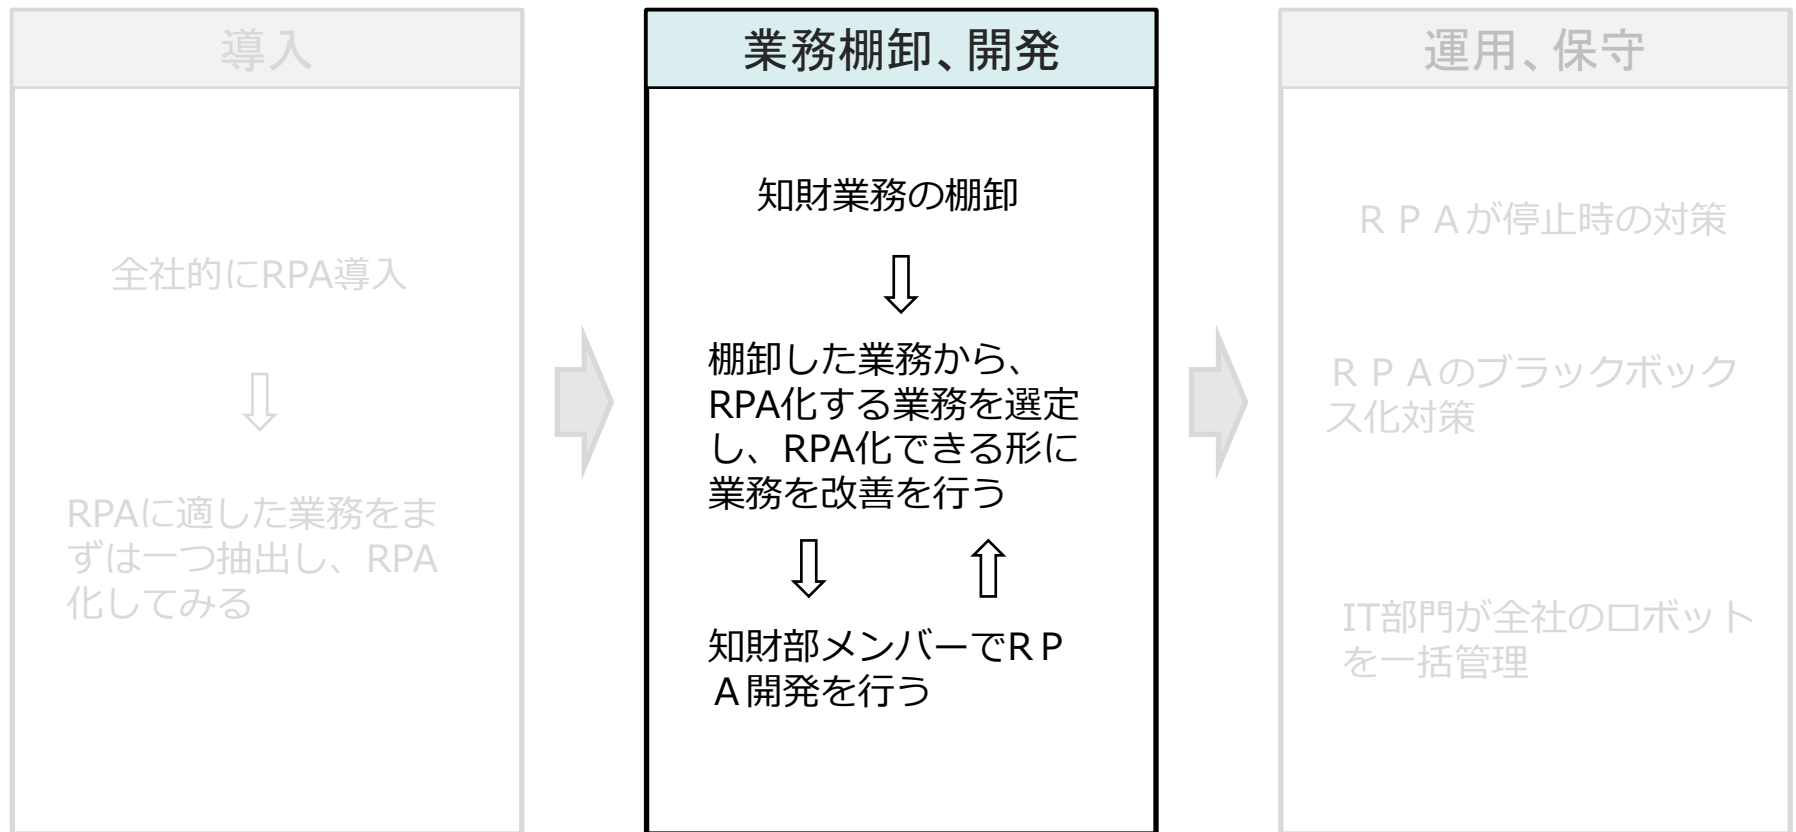 導入
全社的にRPA導入
⇩
RPAに適した業務をま
ずは一つ抽出し、RPA
化してみる
業務棚卸、開発
知財業務の棚卸
⇩
棚卸した業務から、
RPA化する業務を選定
し、RPA化できる形に
業務を改善を行う
⇩ ⇧
知財部メンバーでRP
A開発を行う
運用、保守
RPAが停止時の対策
RPAのブラックボック
ス化対策
IT部門が全社のロボット
を一括管理